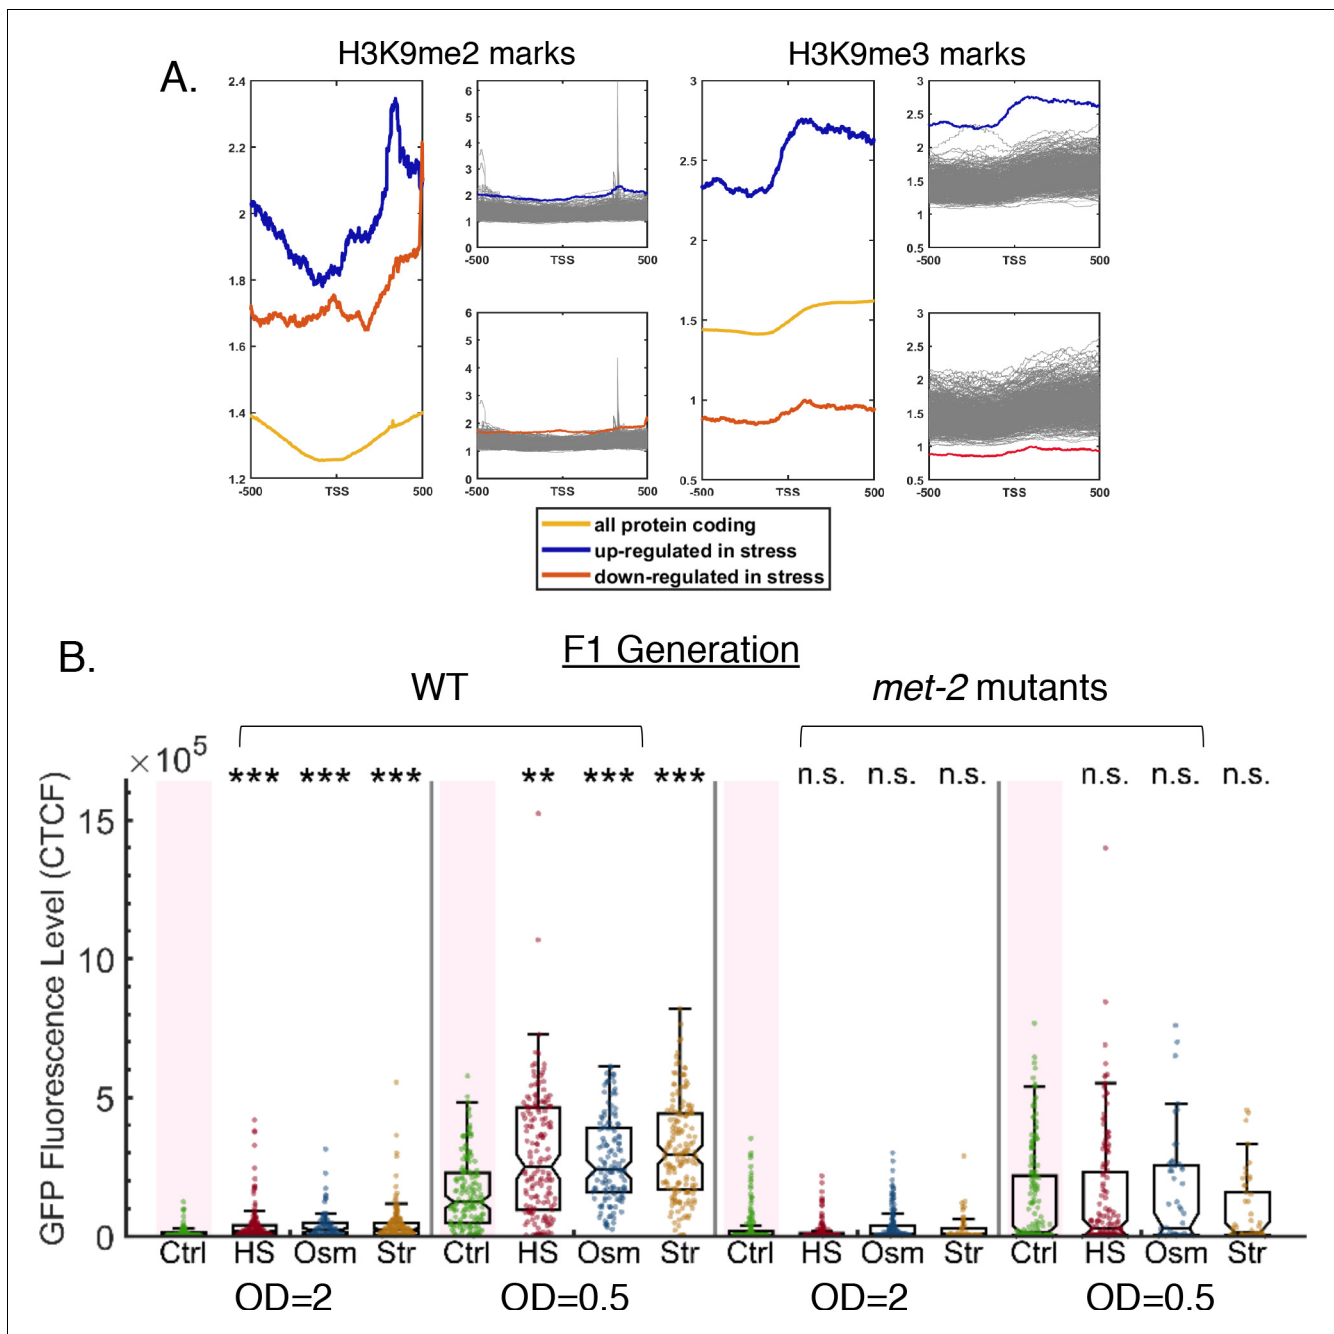 A.
H3K9me2 marks
H3K9me3 marks
2.4
2.2
2
1.8
1.6
1.4
1.2
-500 TSS 500
6
5
4
3
2
1
0
-500 TSS 500
6
5
4
3
2
1
0
-500 TSS 500
3
2.5
2
1.5
1
0.5
-500 TSS 500
3
2.5
2
1.5
1
0.5
-500 TSS 500
3
2.5
2
1.5
1
0.5
-500 TSS 500
all protein coding
up-regulated in stress
down-regulated in stress
B.
F1 Generation
WT
met-2 mutants
×10^5
*** *** *** ** *** *** n.s. n.s. n.s. n.s. n.s. n.s.
GFP Fluorescence Level (CTCF)
15
10
5
0
Ctrl HS Osm Str Ctrl HS Osm Str Ctrl HS Osm Str Ctrl HS Osm Str
OD=2 OD=0.5 OD=2 OD=0.5